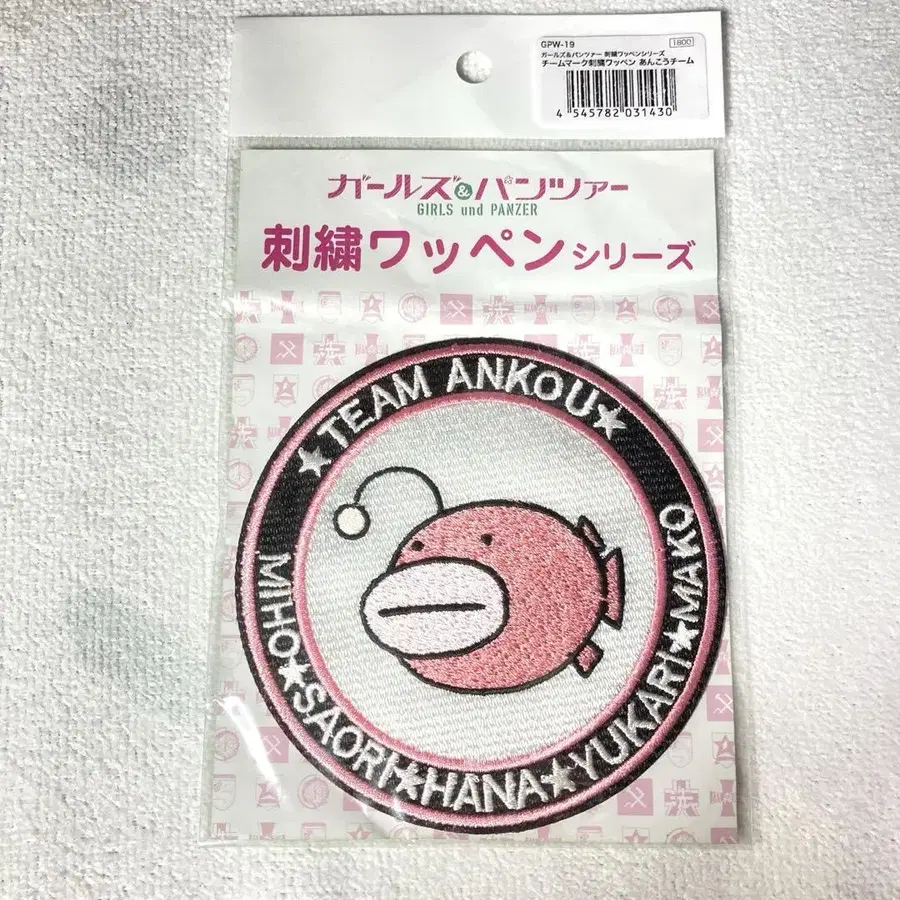 GPW-19
1800
ガールズ&パンツァー 刺繍ワッペンシリーズ
チームマーク刺繍ワッペン あんこうチーム
4 545782 031430
ガールズ&パンツァー
GIRLS und PANZER
刺繍ワッペンシリーズ
★TEAM ANKOU★
MIHO★SAORI★HANA★YUKARI★MAKO